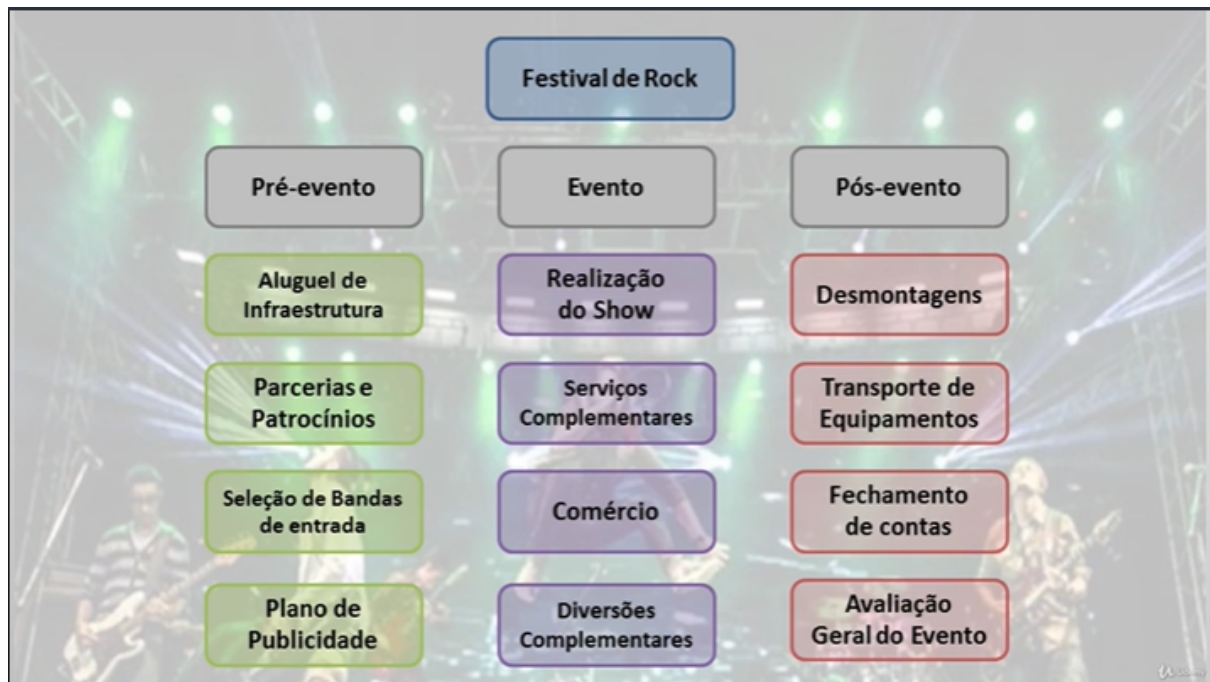 Festival de Rock
Pré-evento
Evento
Pós-evento
Aluguel de
Infraestrutura
Realização
do Show
Desmontagens
Parcerias e
Patrocínios
Serviços
Complementares
Transporte de
Equipamentos
Seleção de Bandas
de entrada
Comércio
Fechamento
de contas
Plano de
Publicidade
Diversões
Complementares
Avaliação
Geral do Evento
Udemy